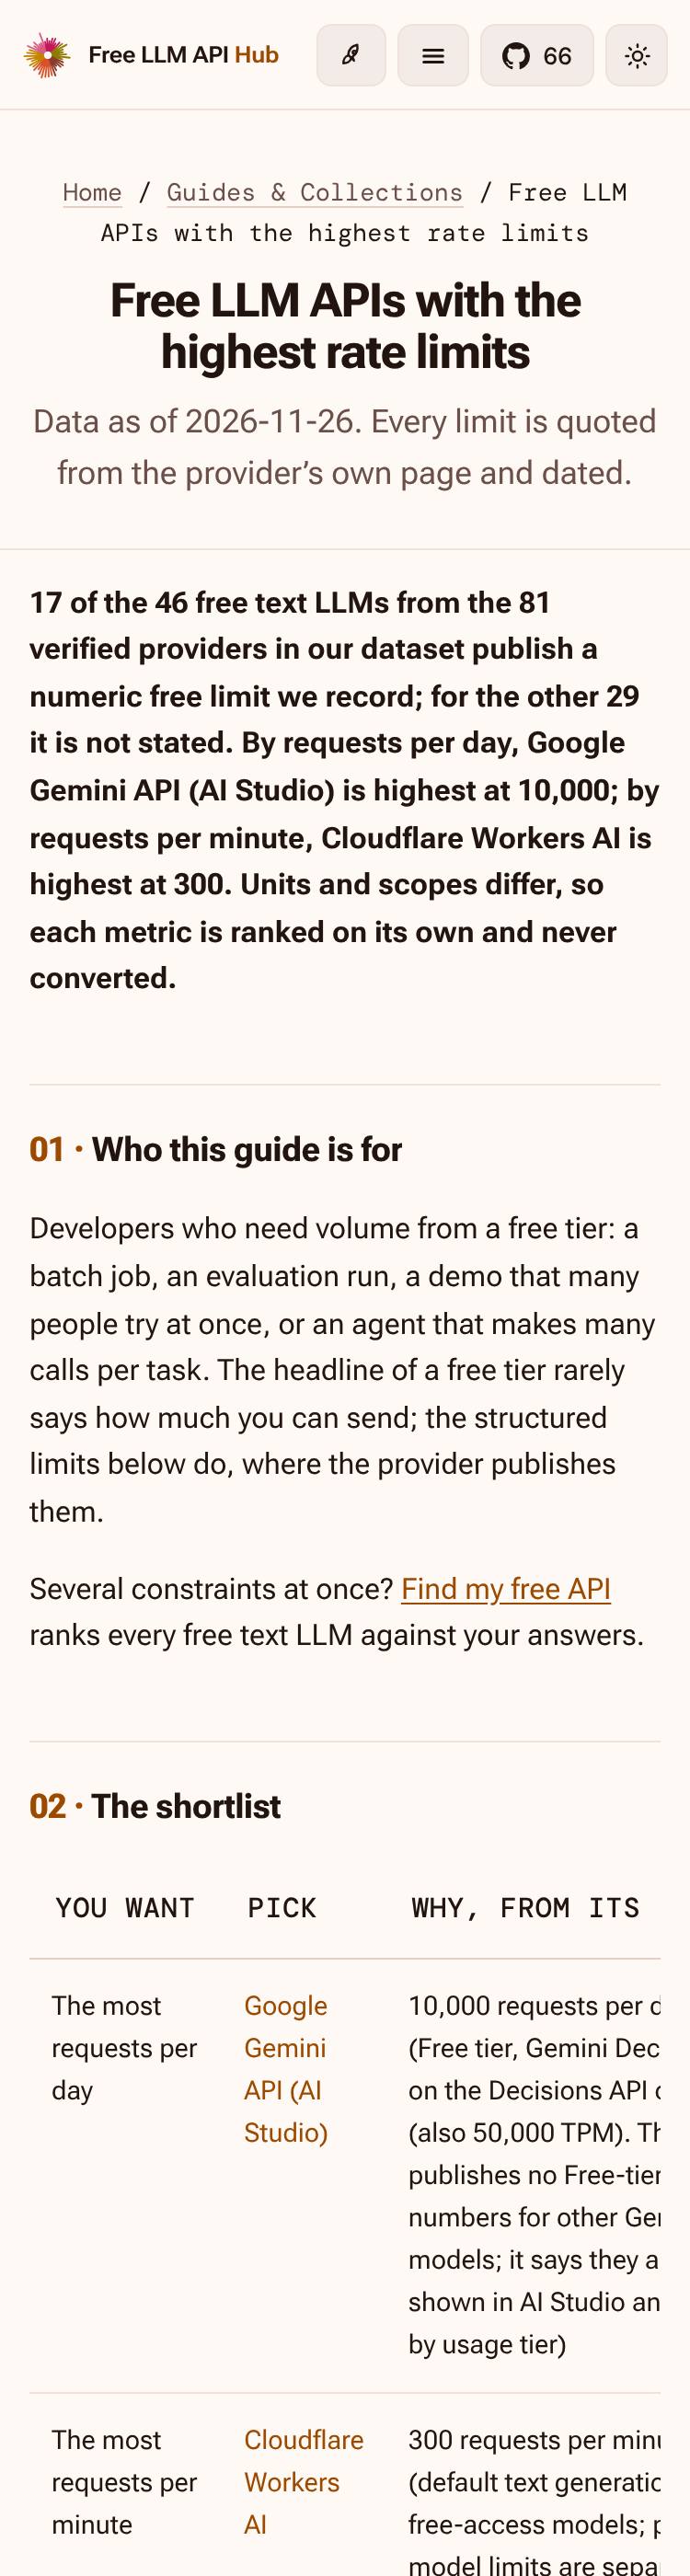 Free LLM API Hub
66
Home / Guides & Collections / Free LLM
APIs with the highest rate limits
Free LLM APIs with the
highest rate limits
Data as of 2026-11-26. Every limit is quoted
from the provider’s own page and dated.
17 of the 46 free text LLMs from the 81
verified providers in our dataset publish a
numeric free limit we record; for the other 29
it is not stated. By requests per day, Google
Gemini API (AI Studio) is highest at 10,000; by
requests per minute, Cloudflare Workers AI is
highest at 300. Units and scopes differ, so
each metric is ranked on its own and never
converted.
01 · Who this guide is for
Developers who need volume from a free tier: a
batch job, an evaluation run, a demo that many
people try at once, or an agent that makes many
calls per task. The headline of a free tier rarely
says how much you can send; the structured
limits below do, where the provider publishes
them.
Several constraints at once? Find my free API
ranks every free text LLM against your answers.
02 · The shortlist
YOU WANT PICK WHY, FROM ITS
The most
requests per
day
Google
Gemini
API (AI
Studio)
10,000 requests per
(Free tier, Gemini
on the Decisions API
(also 50,000 TPM).
publishes no Free-tier
numbers for other
models; it says they
shown in AI Studio
by usage tier)
The most
requests per
minute
Cloudflare
Workers
AI
300 requests per
(default text
free-access models;
model limits are